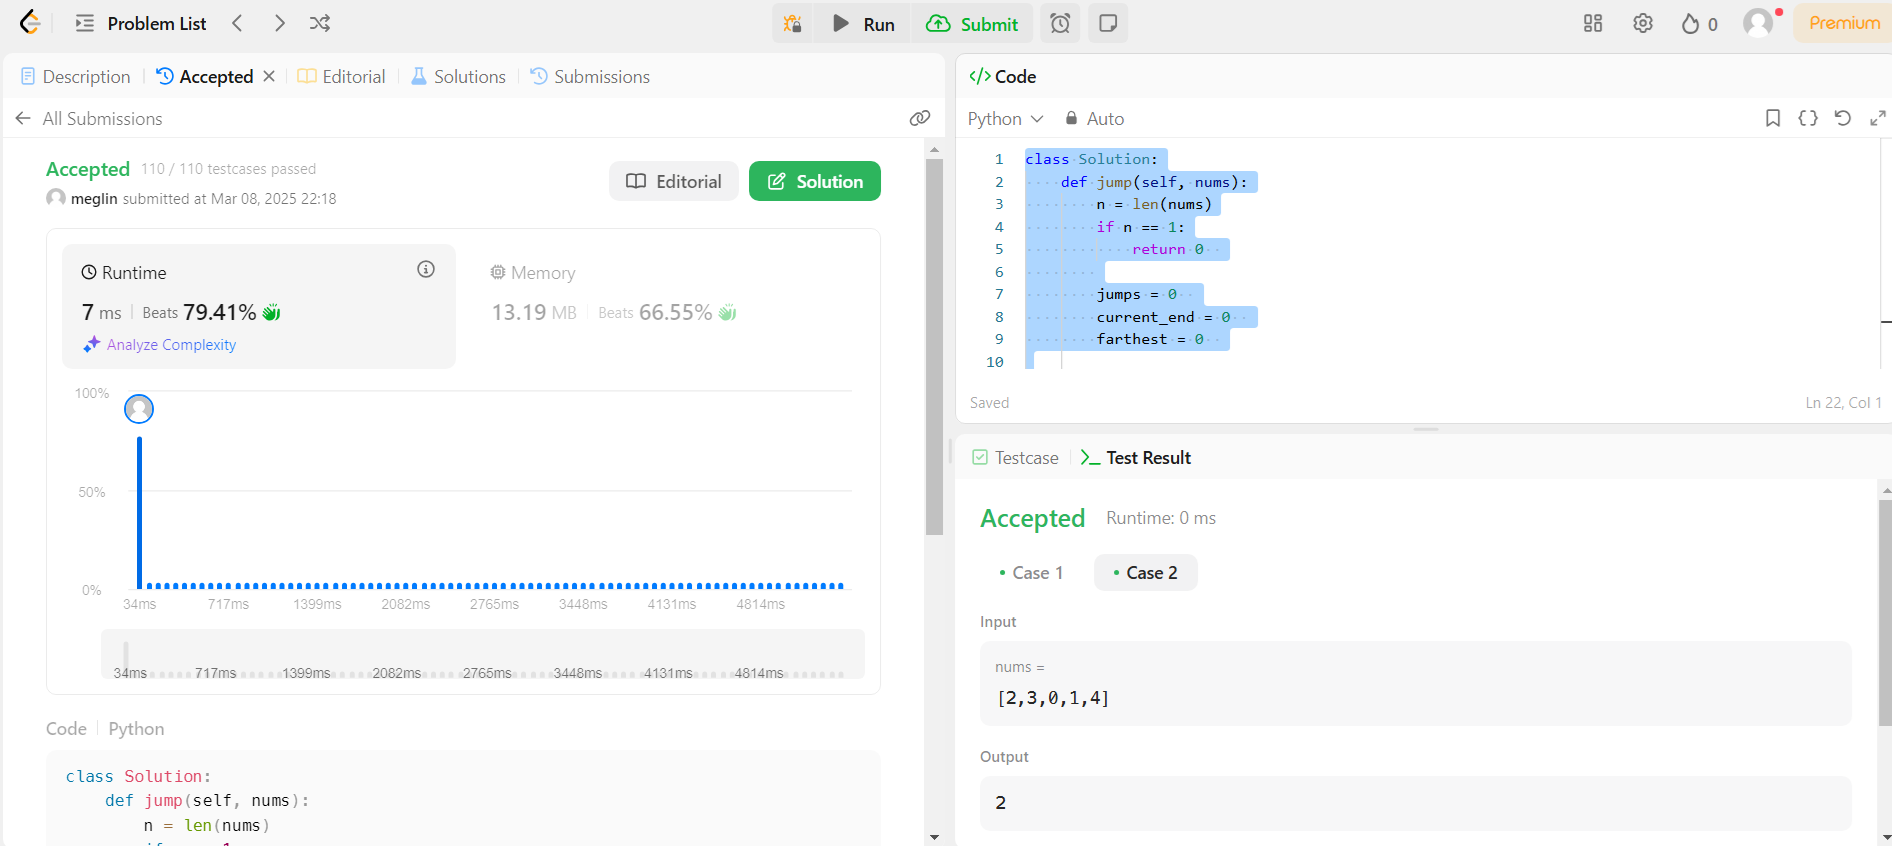 Problem List
Run
Submit
0
Premium
Description
Accepted
Editorial
Solutions
Submissions
All Submissions
Accepted 110 / 110 testcases passed
meglin submitted at Mar 08, 2025 22:18
Editorial
Solution
Runtime
7 ms Beats 79.41%
Analyze Complexity
Memory
13.19 MB Beats 66.55%
100%
50%
0%
34ms 717ms 1399ms 2082ms 2765ms 3448ms 4131ms 4814ms
34ms 717ms 1399ms 2082ms 2765ms 3448ms 4131ms 4814ms
Code Python
class Solution:
def jump(self, nums):
n = len(nums)
</> Code
Python Auto
1 class Solution:
2 def jump(self, nums):
3 n = len(nums)
4 if n == 1:
5 return 0
6
7 jumps = 0
8 current_end = 0
9 farthest = 0
10
Saved
Ln 22, Col 1
Testcase
Test Result
Accepted Runtime: 0 ms
Case 1
Case 2
Input
nums =
[2,3,0,1,4]
Output
2